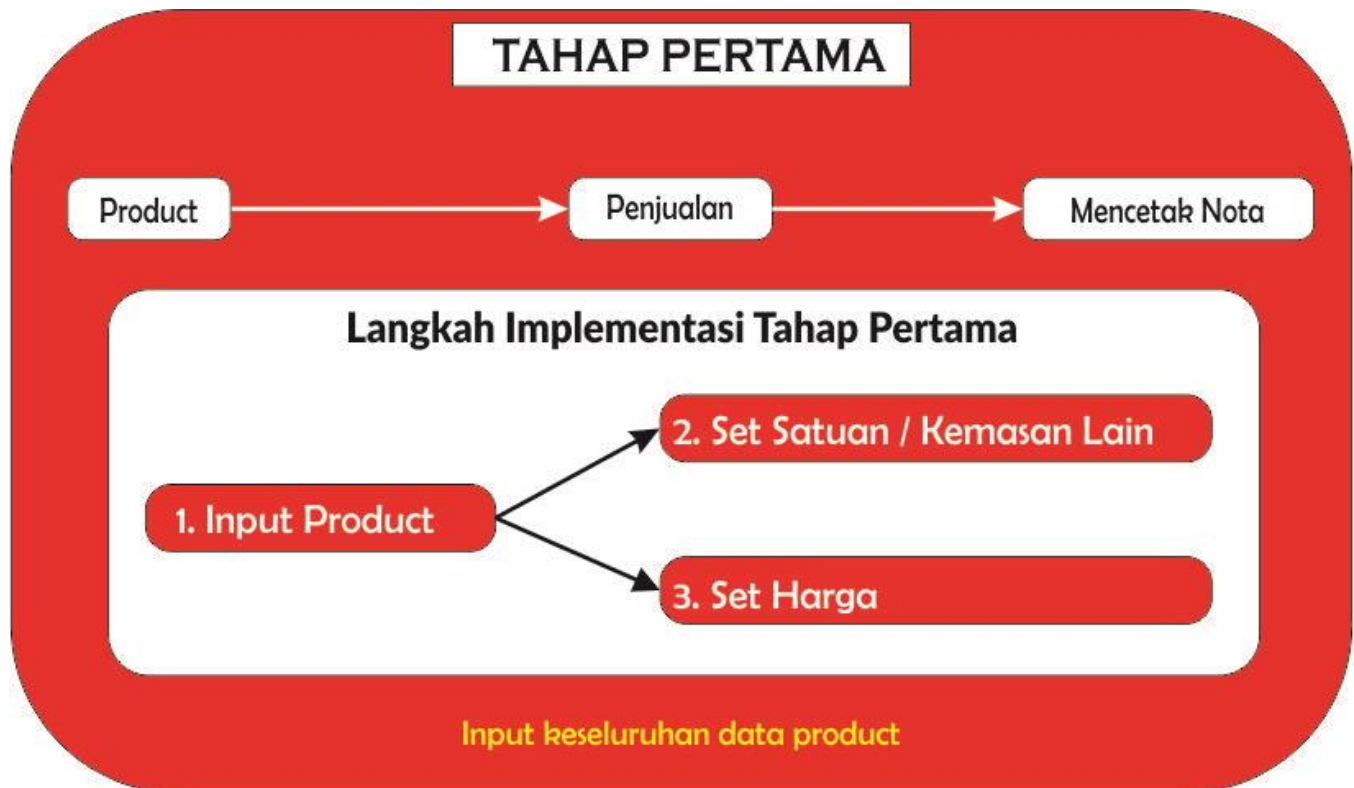 TAHAP PERTAMA
Product
Penjualan
Mencetak Nota
Langkah Implementasi Tahap Pertama
1. Input Product
2. Set Satuan / Kemasan Lain
3. Set Harga
Input keseluruhan data product